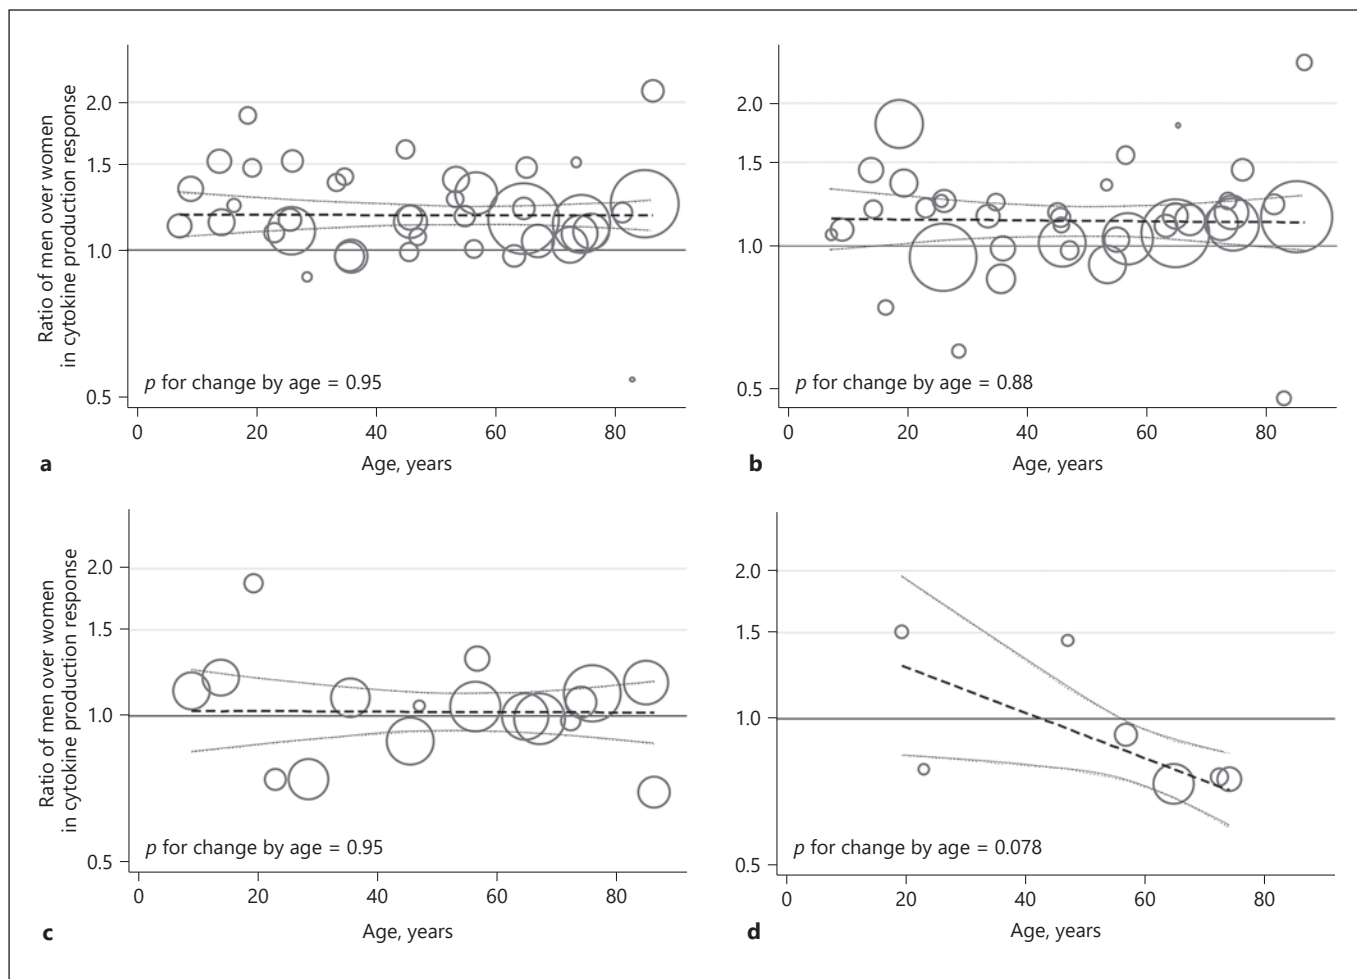 Ratio of men over women
in cytokine production response
2.0
1.5
1.0
0.5
p for change by age = 0.95
0 20 40 60 80
Age, years
a
2.0
1.5
1.0
0.5
p for change by age = 0.88
0 20 40 60 80
Age, years
b
Ratio of men over women
in cytokine production response
2.0
1.5
1.0
0.5
p for change by age = 0.95
0 20 40 60 80
Age, years
c
2.0
1.5
1.0
0.5
p for change by age = 0.078
0 20 40 60 80
Age, years
d